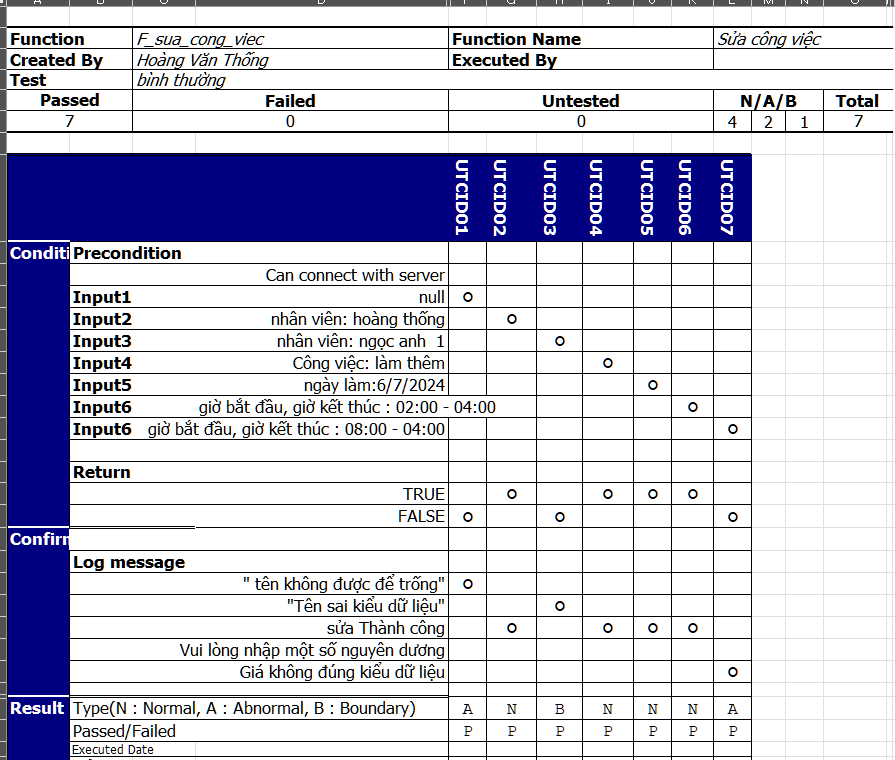 Function F_sua_cong_viec Function Name Sửa công việc
Created By Hoàng Văn Thống Executed By
Test bình thường
Passed Failed Untested N/A/B Total
7 0 0 4 2 1 7
UTCID01 UTCID02 UTCID03 UTCID04 UTCID05 UTCID06 UTCID07
Conditi Precondition
Can connect with server
Input1 null O
Input2 nhân viên: hoàng thống O
Input3 nhân viên: ngọc anh 1 O
Input4 Công việc: làm thêm O
Input5 ngày làm:6/7/2024 O
Input6 giờ bắt đầu, giờ kết thúc : 02:00 - 04:00 O
Input6 giờ bắt đầu, giờ kết thúc : 08:00 - 04:00 O
Return
TRUE O O O O
FALSE O O O
Confirm
Log message
" tên không được để trống" O
"Tên sai kiểu dữ liệu" O
sửa Thành công O O O O
Vui lòng nhập một số nguyên dương
Giá không đúng kiểu dữ liệu O
Result Type(N : Normal, A : Abnormal, B : Boundary) A N B N N N A
Passed/Failed P P P P P P P
Executed Date